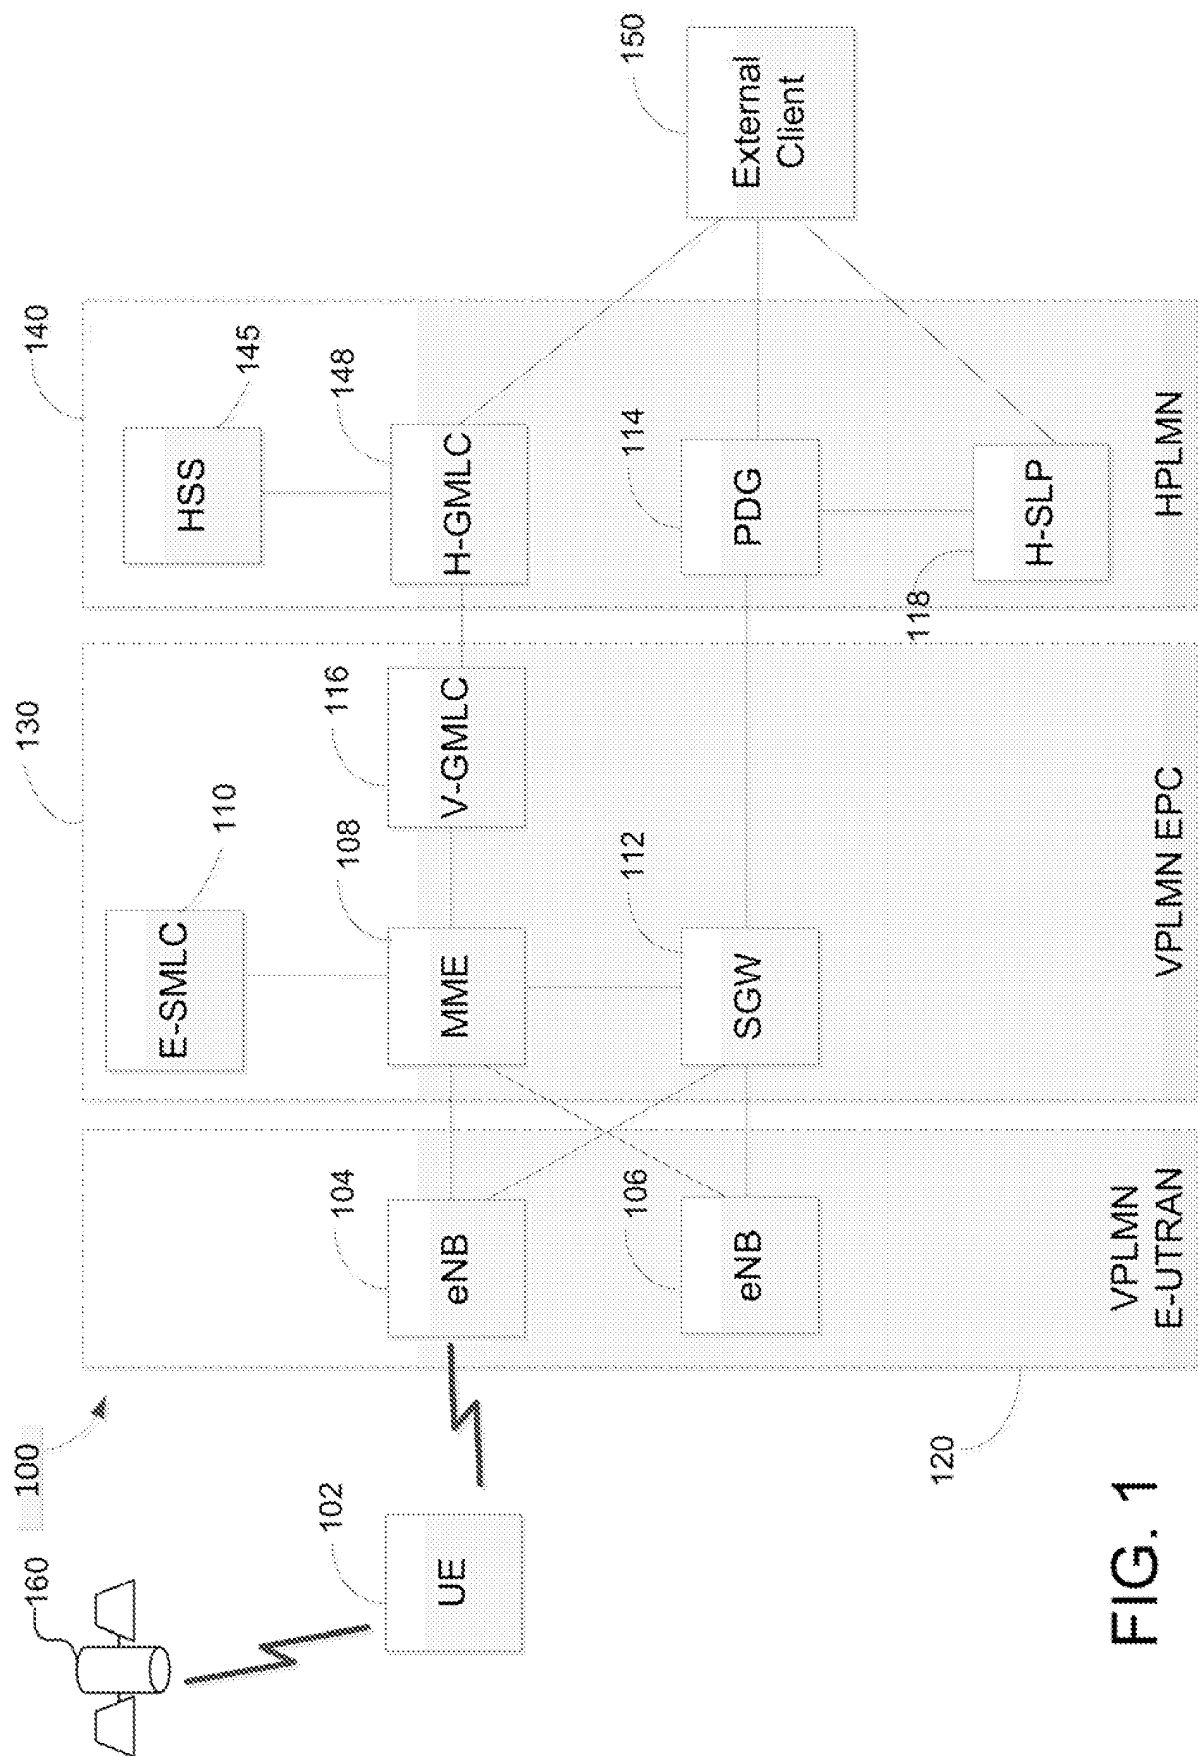 100
160
102
UE
104
eNB
106
eNB
120
VPLMN
E-UTRAN
130
110
E-SMLC
108
MME
116
V-GMLC
112
SGW
VPLMN EPC
140
145
HSS
148
H-GMLC
114
PDG
118
H-SLP
HPLMN
150
External
Client
FIG. 1